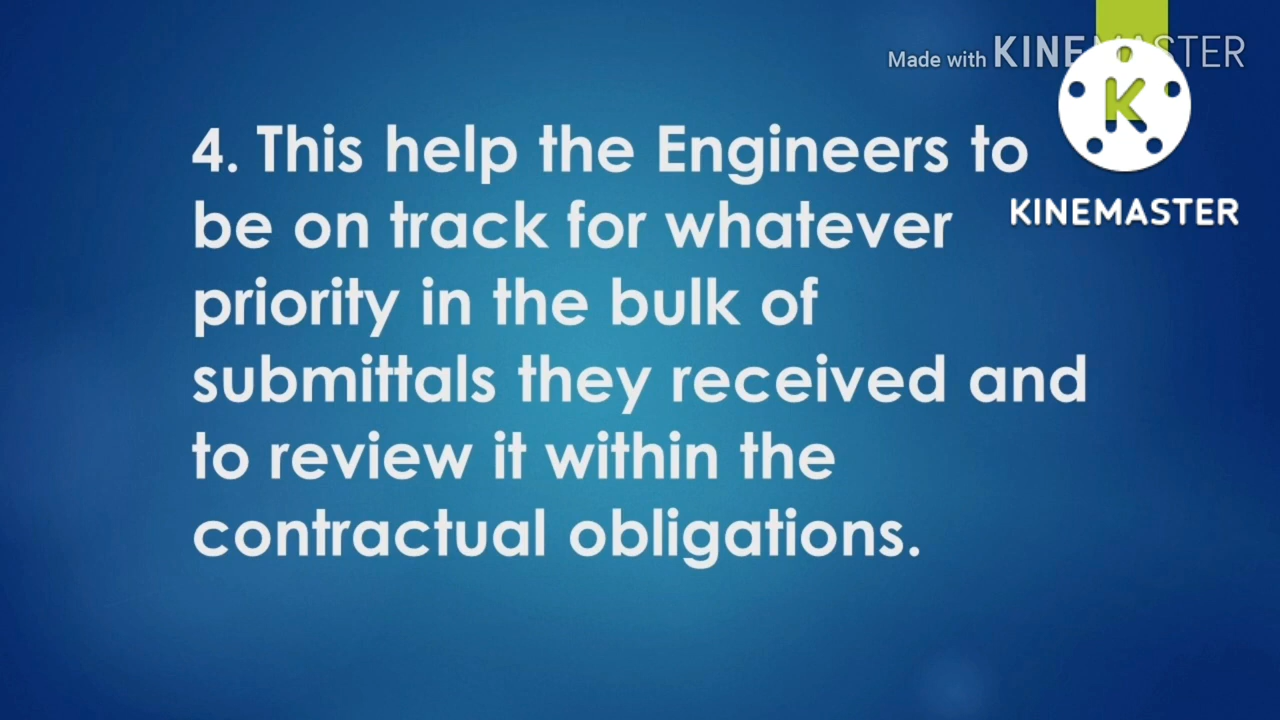 Made with KINEMASTER
K
KINEMASTER
4. This help the Engineers to
be on track for whatever
priority in the bulk of
submittals they received and
to review it within the
contractual obligations.